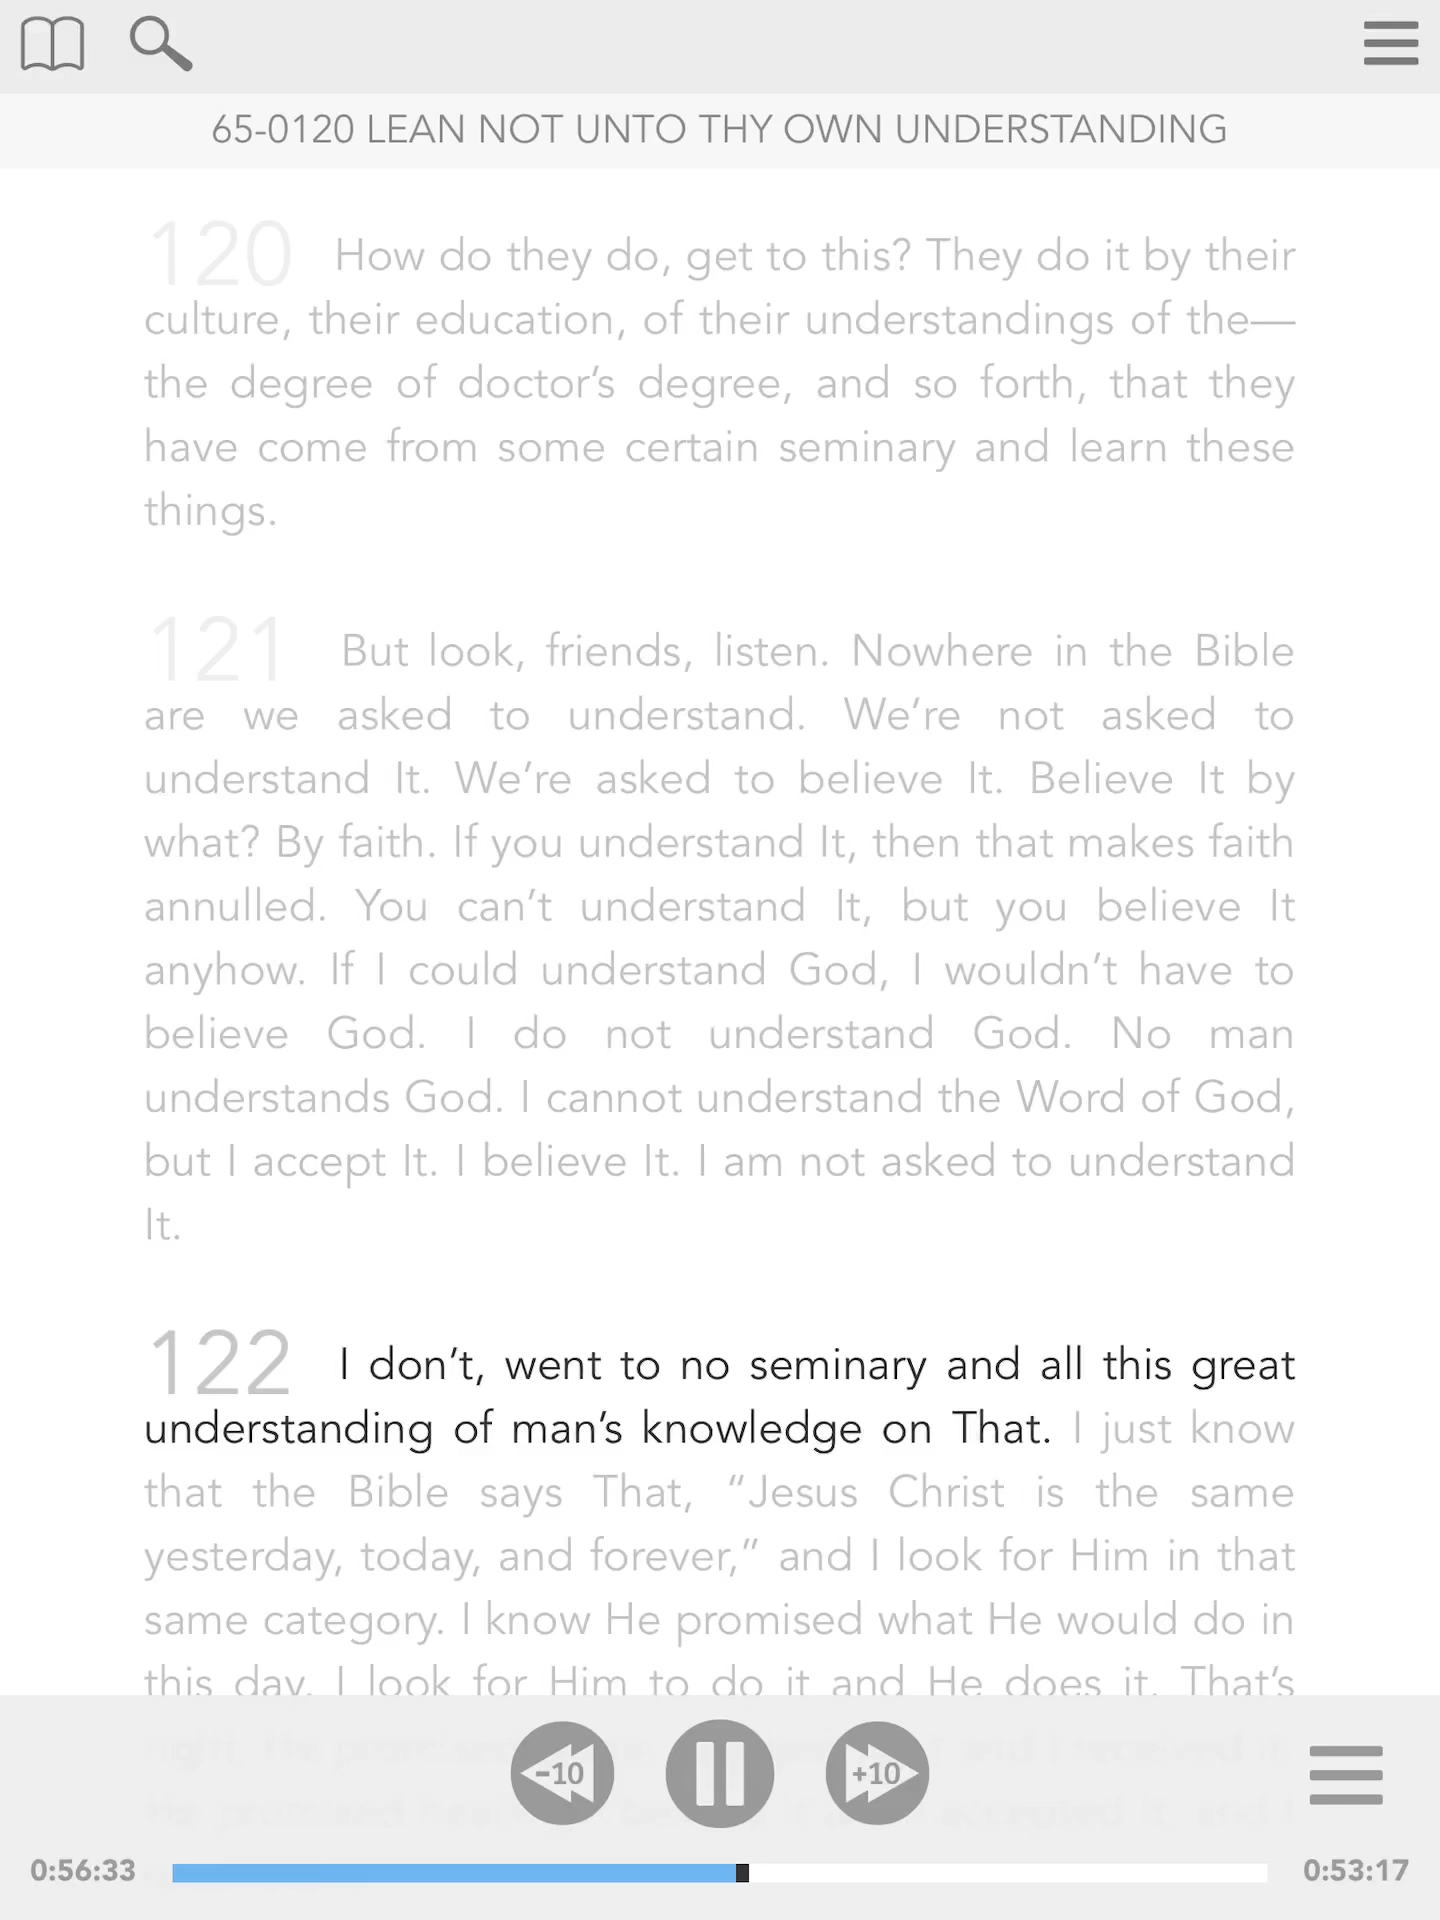 65-0120 LEAN NOT UNTO THY OWN UNDERSTANDING
120 How do they do, get to this? They do it by their
culture, their education, of their understandings of the—
the degree of doctor’s degree, and so forth, that they
have come from some certain seminary and learn these
things.
121 But look, friends, listen. Nowhere in the Bible
are we asked to understand. We’re not asked to
understand It. We’re asked to believe It. Believe It by
what? By faith. If you understand It, then that makes faith
annulled. You can’t understand It, but you believe It
anyhow. If I could understand God, I wouldn’t have to
believe God. I do not understand God. No man
understands God. I cannot understand the Word of God,
but I accept It. I believe It. I am not asked to understand
It.
122 I don’t, went to no seminary and all this great
understanding of man’s knowledge on That. I just know
that the Bible says That, “Jesus Christ is the same
yesterday, today, and forever,” and I look for Him in that
same category. I know He promised what He would do in
this day. I look for Him to do it and He does it. That’s
-10 +10
0:56:33 0:53:17